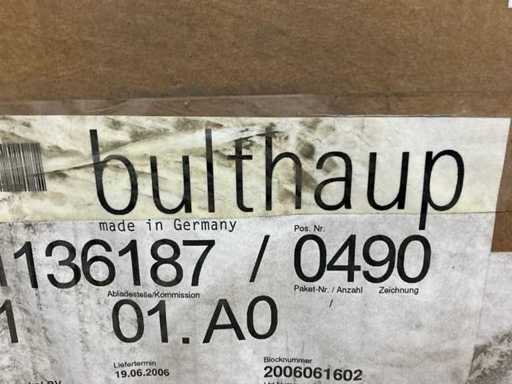 bulthaup
made in Germany
Pos. Nr.
1136187 / 0490
Abladestelle/Kommission Paket-Nr. / Anzahl Zeichnung
01.A0 /
Liefertermin Blocknummer
19.06.2006 2006061602